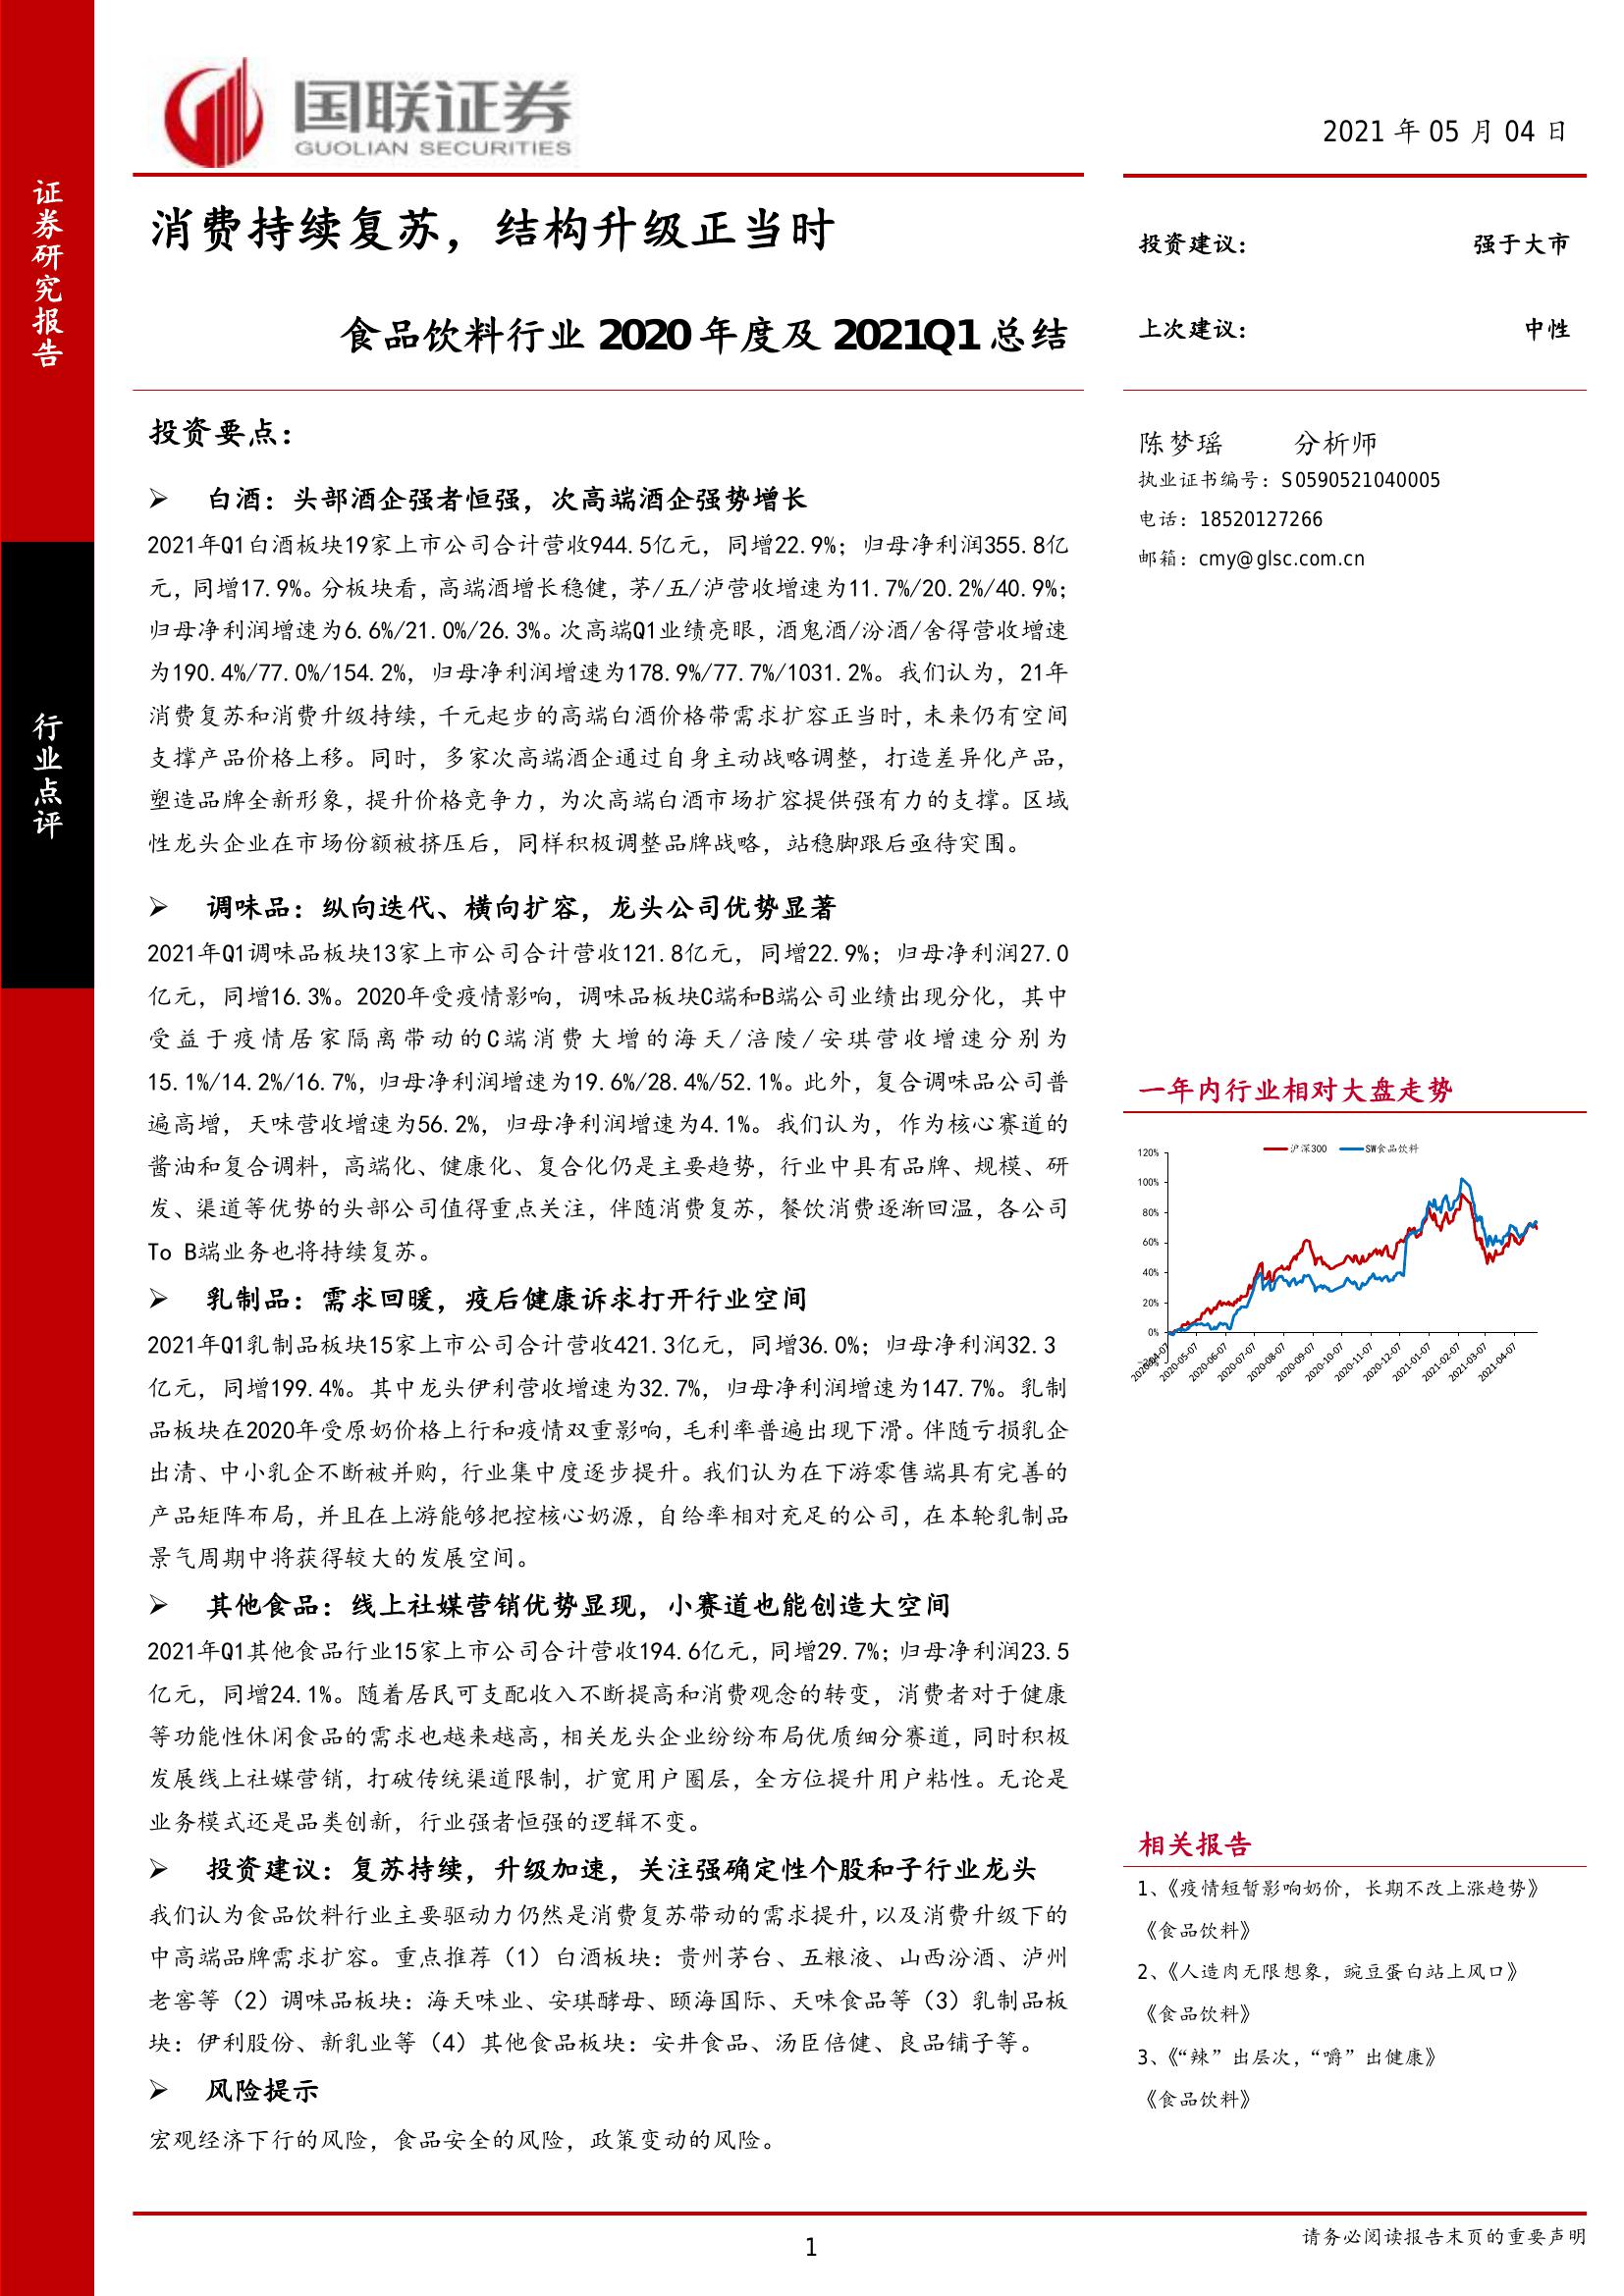 证券研究报告
行业点评
国联证券
GUOLIAN SECURITIES
2021 年 05 月 04 日
消费持续复苏，结构升级正当时
食品饮料行业 2020 年度及 2021Q1 总结
投资建议： 强于大市
上次建议： 中性
投资要点：
➢ 白酒：头部酒企强者恒强，次高端酒企强势增长
2021年Q1白酒板块19家上市公司合计营收944.5亿元，同增22.9%；归母净利润355.8亿
元，同增17.9%。分板块看，高端酒增长稳健，茅/五/泸营收增速为11.7%/20.2%/40.9%；
归母净利润增速为6.6%/21.0%/26.3%。次高端Q1业绩亮眼，酒鬼酒/汾酒/舍得营收增速
为190.4%/77.0%/154.2%，归母净利润增速为178.9%/77.7%/1031.2%。我们认为，21年
消费复苏和消费升级持续，千元起步的高端白酒价格带需求扩容正当时，未来仍有空间
支撑产品价格上移。同时，多家次高端酒企通过自身主动战略调整，打造差异化产品，
塑造品牌全新形象，提升价格竞争力，为次高端白酒市场扩容提供强有力的支撑。区域
性龙头企业在市场份额被挤压后，同样积极调整品牌战略，站稳脚跟后亟待突围。
➢ 调味品：纵向迭代、横向扩容，龙头公司优势显著
2021年Q1调味品板块13家上市公司合计营收121.8亿元，同增22.9%；归母净利润27.0
亿元，同增16.3%。2020年受疫情影响，调味品板块C端和B端公司业绩出现分化，其中
受益于疫情居家隔离带动的C端消费大增的海天/涪陵/安琪营收增速分别为
15.1%/14.2%/16.7%，归母净利润增速为19.6%/28.4%/52.1%。此外，复合调味品公司普
遍高增，天味营收增速为56.2%，归母净利润增速为4.1%。我们认为，作为核心赛道的
酱油和复合调料，高端化、健康化、复合化仍是主要趋势，行业中具有品牌、规模、研
发、渠道等优势的头部公司值得重点关注，伴随消费复苏，餐饮消费逐渐回温，各公司
To B端业务也将持续复苏。
➢ 乳制品：需求回暖，疫后健康诉求打开行业空间
2021年Q1乳制品板块15家上市公司合计营收421.3亿元，同增36.0%；归母净利润32.3
亿元，同增199.4%。其中龙头伊利营收增速为32.7%，归母净利润增速为147.7%。乳制
品板块在2020年受原奶价格上行和疫情双重影响，毛利率普遍出现下滑。伴随亏损乳企
出清、中小乳企不断被并购，行业集中度逐步提升。我们认为在下游零售端具有完善的
产品矩阵布局，并且在上游能够把控核心奶源，自给率相对充足的公司，在本轮乳制品
景气周期中将获得较大的发展空间。
➢ 其他食品：线上社媒营销优势显现，小赛道也能创造大空间
2021年Q1其他食品行业15家上市公司合计营收194.6亿元，同增29.7%；归母净利润23.5
亿元，同增24.1%。随着居民可支配收入不断提高和消费观念的转变，消费者对于健康
等功能性休闲食品的需求也越来越高，相关龙头企业纷纷布局优质细分赛道，同时积极
发展线上社媒营销，打破传统渠道限制，扩宽用户圈层，全方位提升用户粘性。无论是
业务模式还是品类创新，行业强者恒强的逻辑不变。
➢ 投资建议：复苏持续，升级加速，关注强确定性个股和子行业龙头
我们认为食品饮料行业主要驱动力仍然是消费复苏带动的需求提升，以及消费升级下的
中高端品牌需求扩容。重点推荐（1）白酒板块：贵州茅台、五粮液、山西汾酒、泸州
老窖等（2）调味品板块：海天味业、安琪酵母、颐海国际、天味食品等（3）乳制品板
块：伊利股份、新乳业等（4）其他食品板块：安井食品、汤臣倍健、良品铺子等。
➢ 风险提示
宏观经济下行的风险，食品安全的风险，政策变动的风险。
陈梦瑶 分析师
执业证书编号：S0590521040005
电话：18520127266
邮箱：cmy@glsc.com.cn
一年内行业相对大盘走势
沪深300 SW食品饮料
120%
100%
80%
60%
40%
20%
0%
2020-04-07 2020-05-07 2020-06-07 2020-07-07 2020-08-07 2020-09-07 2020-10-07 2020-11-07 2020-12-07 2021-01-07 2021-02-07 2021-03-07 2021-04-07
相关报告
1、《疫情短暂影响奶价，长期不改上涨趋势》
《食品饮料》
2、《人造肉无限想象，豌豆蛋白站上风口》
《食品饮料》
3、《“辣”出层次，“嚼”出健康》
《食品饮料》
1
请务必阅读报告末页的重要声明